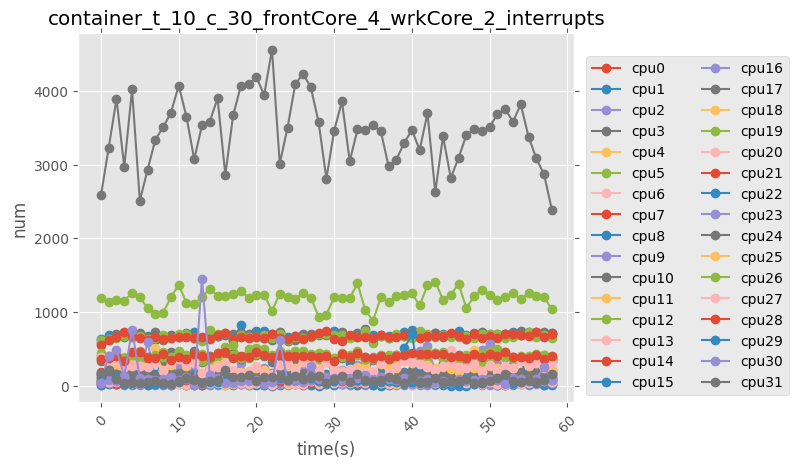 container_t_10_c_30_frontCore_4_wrkCore_2_interrupts
num
4000
3000
2000
1000
0
0
10
20
30
40
50
60
time(s)
cpu0
cpu1
cpu2
cpu3
cpu4
cpu5
cpu6
cpu7
cpu8
cpu9
cpu10
cpu11
cpu12
cpu13
cpu14
cpu15
cpu16
cpu17
cpu18
cpu19
cpu20
cpu21
cpu22
cpu23
cpu24
cpu25
cpu26
cpu27
cpu28
cpu29
cpu30
cpu31